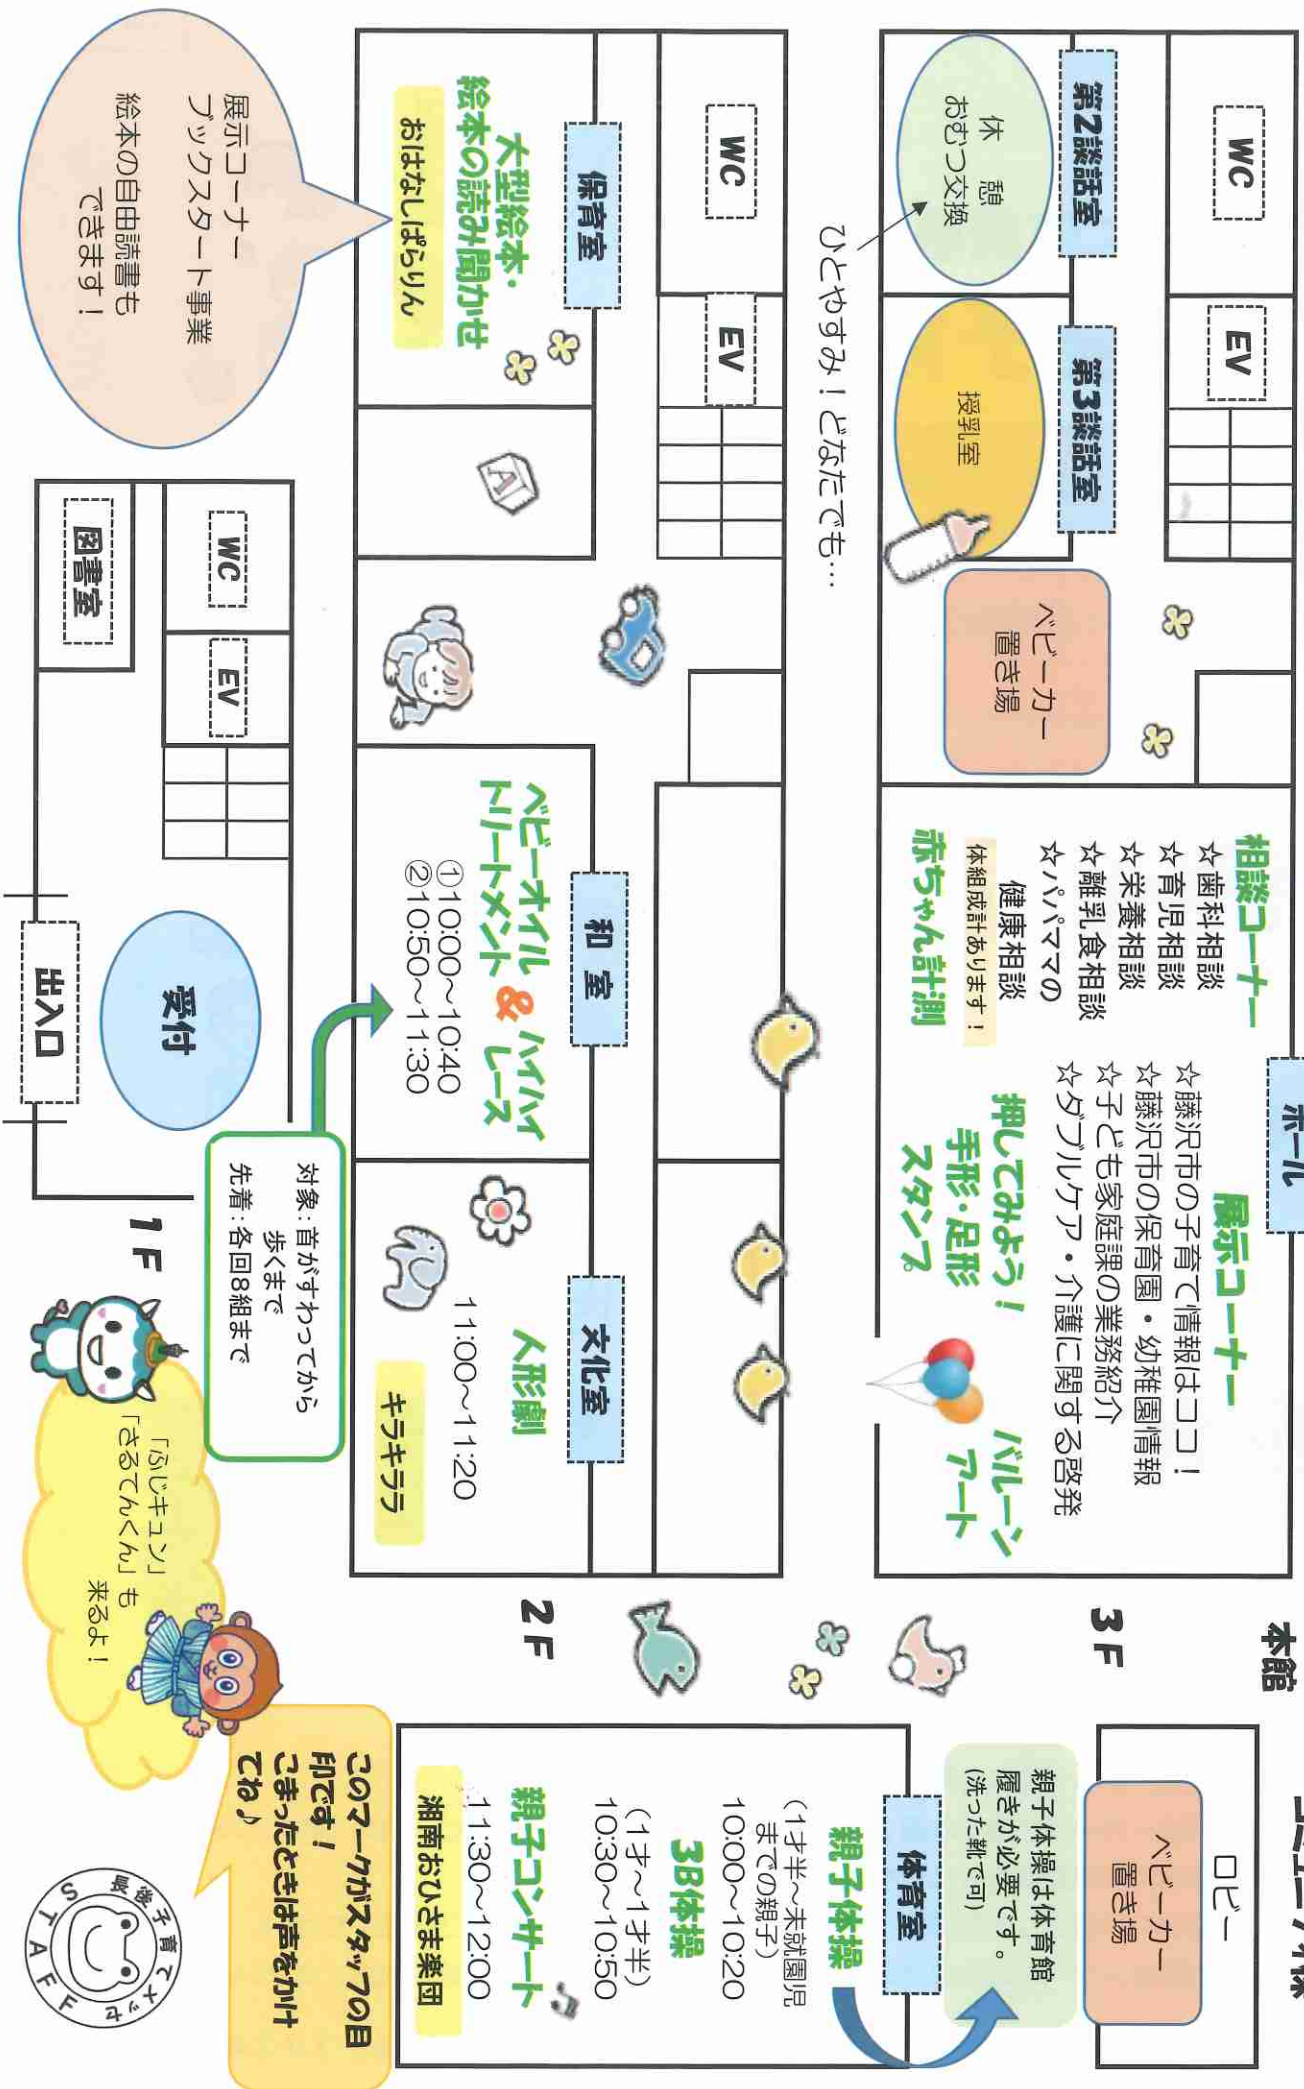 本館
3F
ホール
WC
EV
第2談話室
休憩
おむつ交換
第3談話室
授乳室
ひとやすみ！どなたでも…
ベビーカー
置き場
相談コーナー
☆歯科相談
☆育児相談
☆栄養相談
☆離乳食相談
☆パパママの
健康相談
体組成計あります！
赤ちゃん計測
展示コーナー
☆藤沢市の子育て情報はココ！
☆藤沢市の保育園・幼稚園情報
☆子ども家庭課の業務紹介
☆ダブルケア・介護に関する啓発
押してみよう！
手形・足形
スタンプ
バルーン
アート
2F
WC
EV
保育室
大型絵本・
絵本の読み聞かせ
おはなしぱらりん
展示コーナー
ブックスタート事業
絵本の自由読書も
できます！
A
和室
ベビーオイル
トリートメント
&
ハイハイ
レース
①10:00～10:40
②10:50～11:30
対象：首がすわってから
歩くまで
先着：各回8組まで
文化室
人形劇
11:00～11:20
キラキララ
1F
WC
EV
図書室
受付
出入口
「ふじキュン」
「さるてんくん」も
来るよ！
ロビー
ベビーカー
置き場
親子体操は体育館
履きが必要です。
(洗った靴で可)
体育室
親子体操
(1才半～未就園児
までの親子)
10:00～10:20
3B体操
(1才～1才半)
10:30～10:50
親子コンサート
11:30～12:00
湘南おひさま楽団
このマークがスタッフの目
印です！
こまったときは声をかけ
てね♪
長後子育てメッセ
STAFF